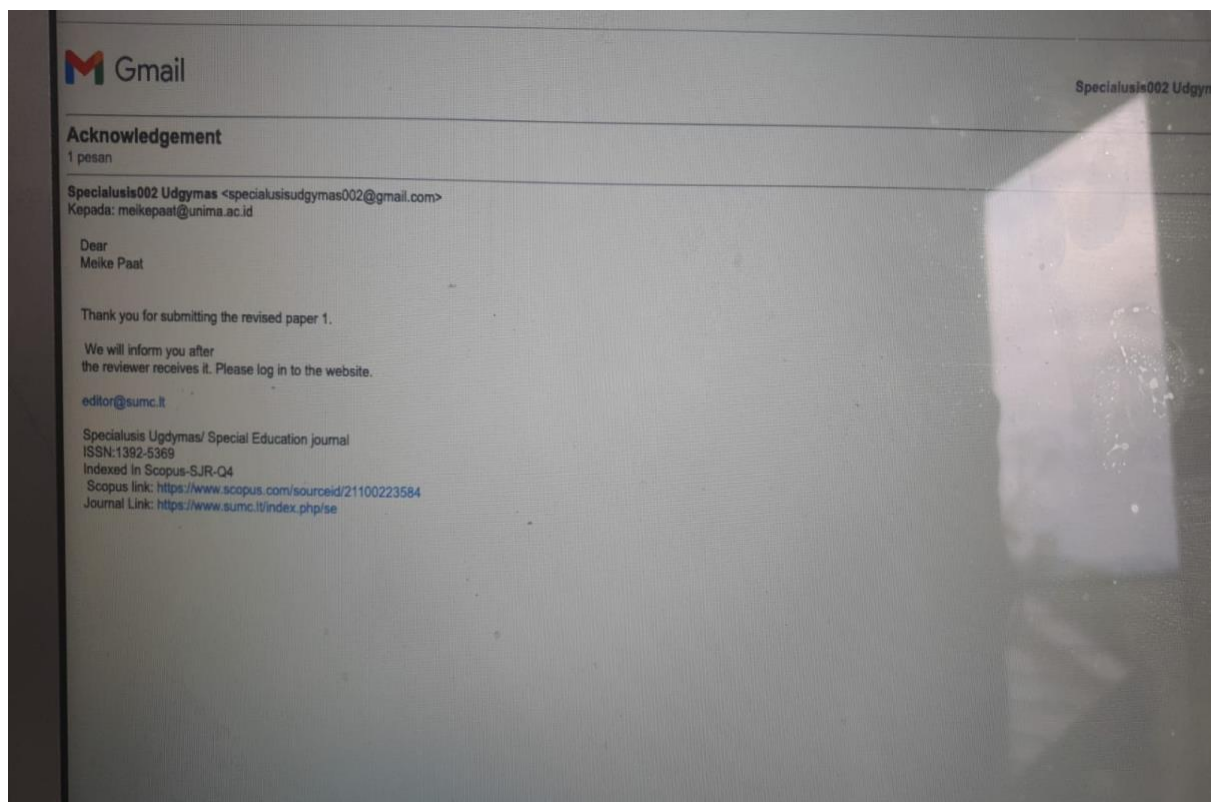 Gmail
Specialusis002 Udgym
Acknowledgement
1 pesan
Specialusis002 Udgymas <specialusisudgymas002@gmail.com>
Kepada: meikepaat@unima.ac.id
Dear
Meike Paat
Thank you for submitting the revised paper 1.
We will inform you after
the reviewer receives it. Please log in to the website.
editor@sumc.lt
Specialusis Ugdymas/ Special Education journal
ISSN:1392-5369
Indexed In Scopus-SJR-Q4
Scopus link: https://www.scopus.com/sourceid/21100223584
Journal Link: https://www.sumc.lt/index.php/se